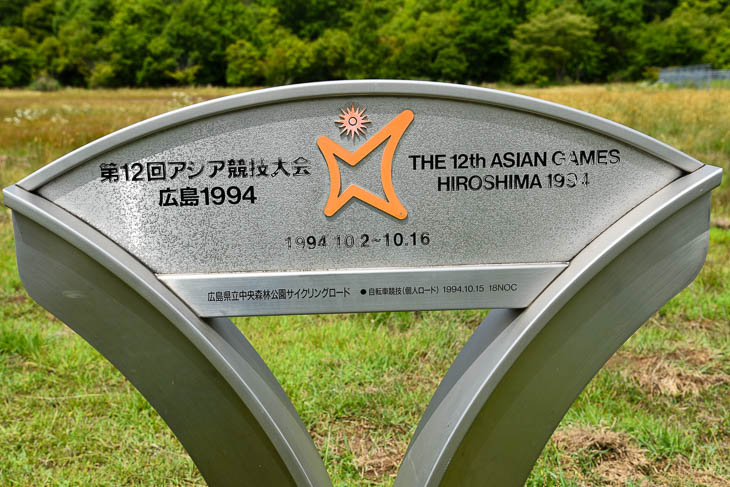 第12回アジア競技大会
広島1994
THE 12th ASIAN GAMES
HIROSHIMA 1994
1994.10.2~10.16
広島県立中央森林公園サイクリングロード ●自転車競技(個人ロード) 1994.10.15 18NOC